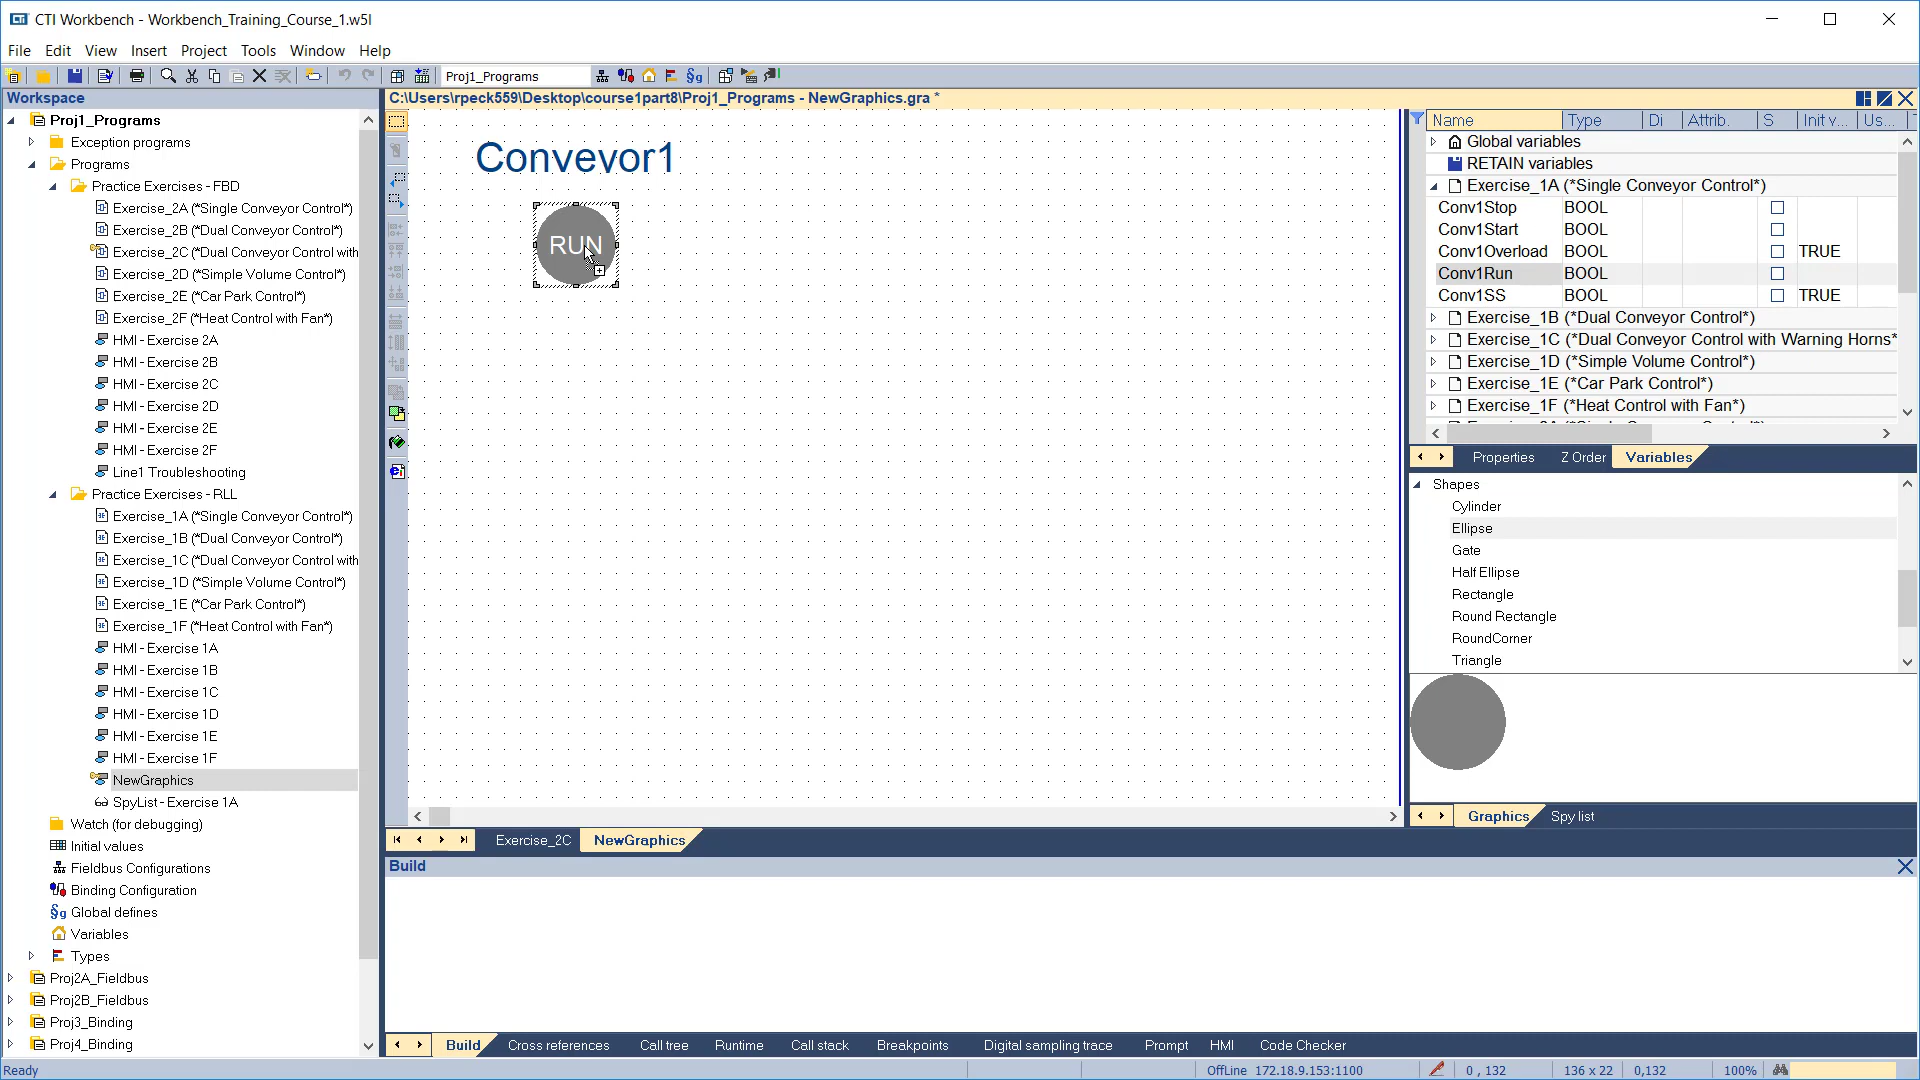 CTI Workbench - Workbench_Training_Course_1.w5l
File Edit View Insert Project Tools Window Help
Proj1_Programs
Workspace
Proj1_Programs
Exception programs
Programs
Practice Exercises - FBD
Exercise_2A (*Single Conveyor Control*)
Exercise_2B (*Dual Conveyor Control*)
Exercise_2C (*Dual Conveyor Control with
Exercise_2D (*Simple Volume Control*)
Exercise_2E (*Car Park Control*)
Exercise_2F (*Heat Control with Fan*)
HMI - Exercise 2A
HMI - Exercise 2B
HMI - Exercise 2C
HMI - Exercise 2D
HMI - Exercise 2E
HMI - Exercise 2F
Line1 Troubleshooting
Practice Exercises - RLL
Exercise_1A (*Single Conveyor Control*)
Exercise_1B (*Dual Conveyor Control*)
Exercise_1C (*Dual Conveyor Control with
Exercise_1D (*Simple Volume Control*)
Exercise_1E (*Car Park Control*)
Exercise_1F (*Heat Control with Fan*)
HMI - Exercise 1A
HMI - Exercise 1B
HMI - Exercise 1C
HMI - Exercise 1D
HMI - Exercise 1E
HMI - Exercise 1F
NewGraphics
SpyList - Exercise 1A
Watch (for debugging)
Initial values
Fieldbus Configurations
Binding Configuration
Global defines
Variables
Types
Proj2A_Fieldbus
Proj2B_Fieldbus
Proj3_Binding
Proj4_Binding
C:\Users\rpeck559\Desktop\course1part8\Proj1_Programs - NewGraphics.gra *
Conveyor1
RUN
Exercise_2C NewGraphics
Name Type Di Attrib. S Init v... Us...
Global variables
RETAIN variables
Exercise_1A (*Single Conveyor Control*)
Conv1Stop BOOL
Conv1Start BOOL
Conv1Overload BOOL TRUE
Conv1Run BOOL
Conv1SS BOOL TRUE
Exercise_1B (*Dual Conveyor Control*)
Exercise_1C (*Dual Conveyor Control with Warning Horns*
Exercise_1D (*Simple Volume Control*)
Exercise_1E (*Car Park Control*)
Exercise_1F (*Heat Control with Fan*)
Properties Z Order Variables
Shapes
Cylinder
Ellipse
Gate
Half Ellipse
Rectangle
Round Rectangle
RoundCorner
Triangle
Graphics Spy list
Build
Build Cross references Call tree Runtime Call stack Breakpoints Digital sampling trace Prompt HMI Code Checker
Ready OffLine 172.18.9.153:1100 0 , 132 136 x 22 0,132 100%